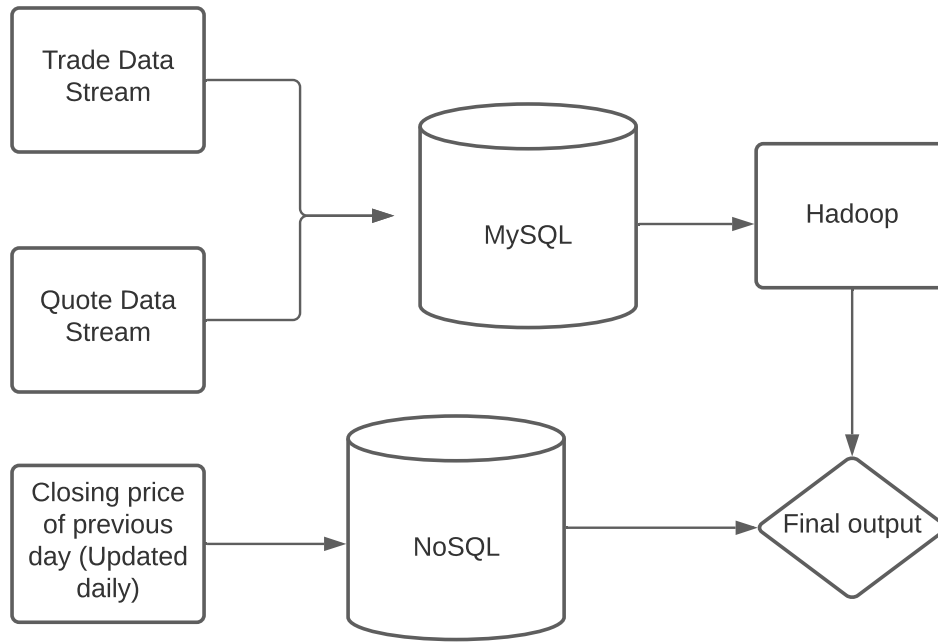 Trade Data
Stream
MySQL
Hadoop
Quote Data
Stream
Closing price
of previous
day (Updated
daily)
NoSQL
Final output